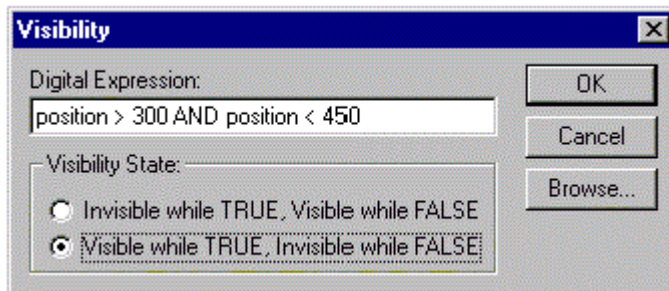 Visibility
Digital Expression:
position > 300 AND position < 450
OK
Cancel
Browse...
Visibility State:
Invisible while TRUE, Visible while FALSE
Visible while TRUE, Invisible while FALSE